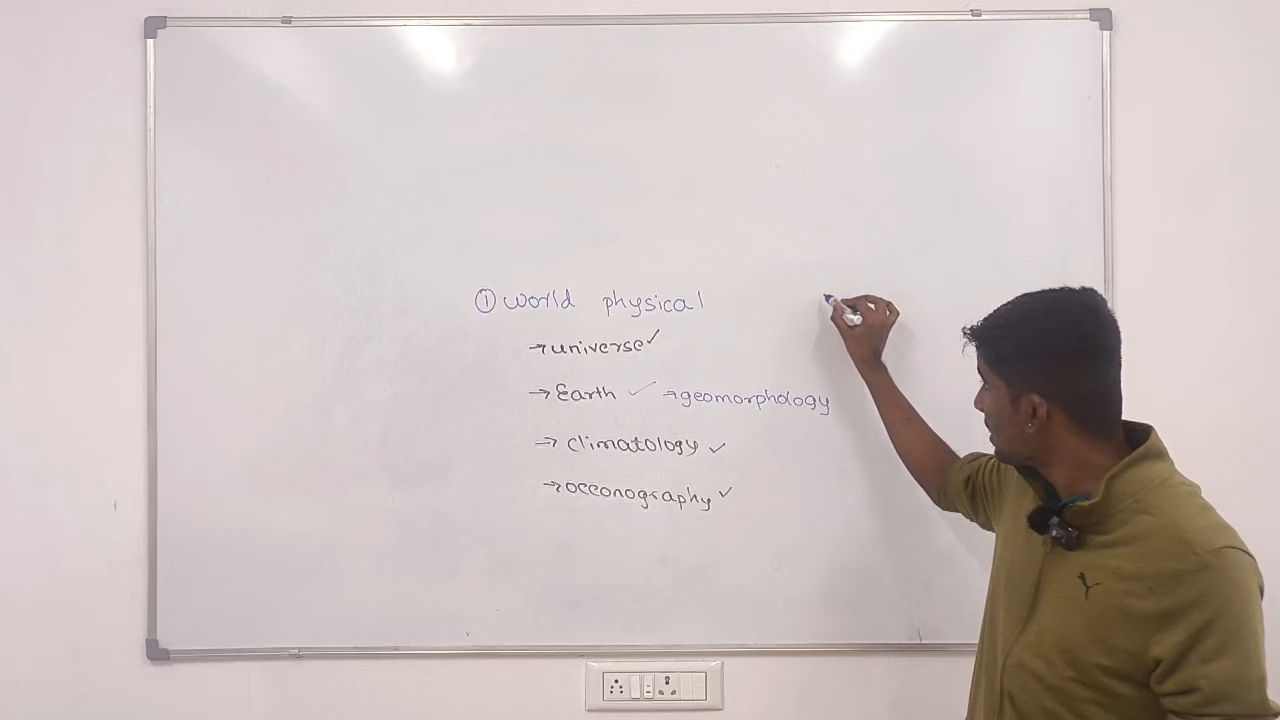 ① world physical
→ universe ✓
→ Earth ✓ → geomorphology
→ climatology ✓
→ oceonography ✓